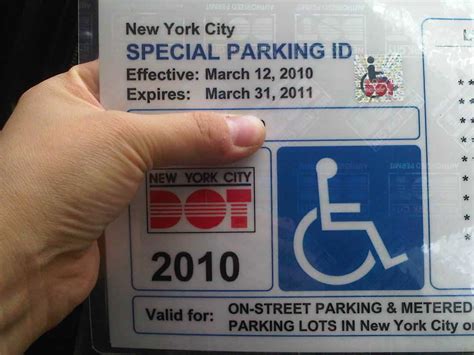 New York City
SPECIAL PARKING ID
Effective: March 12, 2010
Expires: March 31, 2011
NEW YORK CITY
DOT
2010
Valid for: ON-STREET PARKING & METERED
PARKING LOTS IN New York City